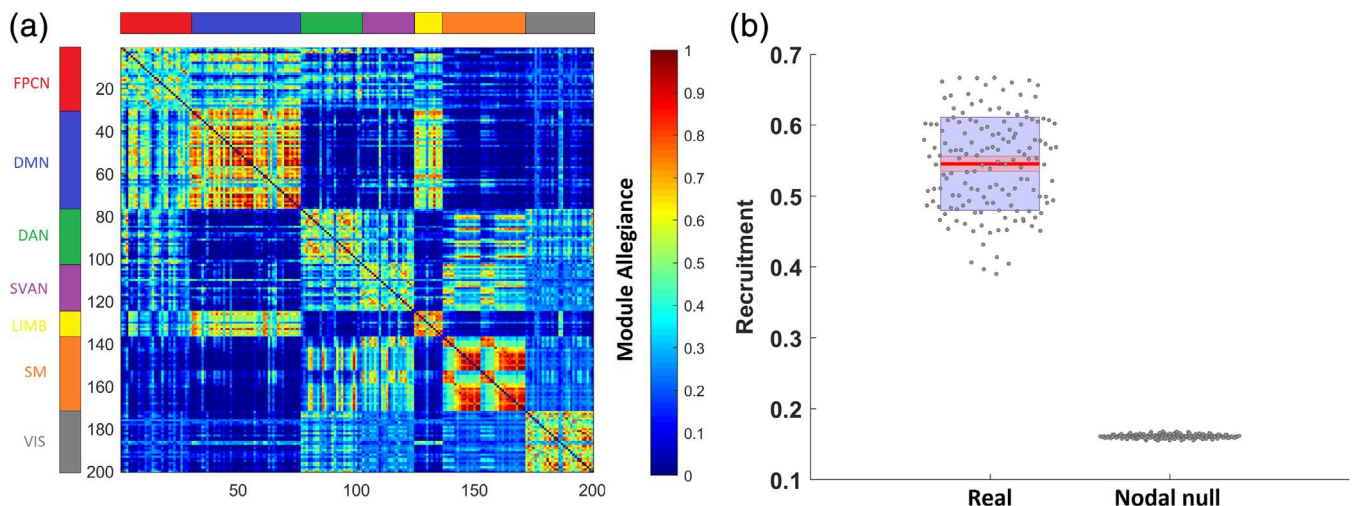 (a)
FPCN
DMN
DAN
SVAN
LIMB
SM
VIS
20
40
60
80
100
120
140
160
180
200
50
100
150
200
1
0.9
0.8
0.7
0.6
0.5
0.4
0.3
0.2
0.1
0
Module Allegiance
(b)
Recruitment
0.7
0.6
0.5
0.4
0.3
0.2
0.1
Real
Nodal null